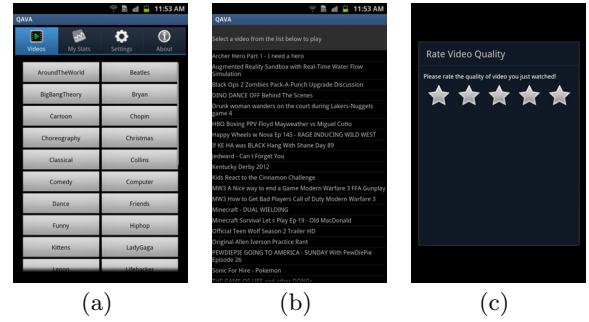 11:53 AM
QAVA
Videos My Stats Settings About
AroundTheWorld Beatles
BigBangTheory Bryan
Cartoon Chopin
Choreography Christmas
Classical Collins
Comedy Computer
Dance Friends
Funny Hiphop
Kittens LadyGaga
Lifehacker
(a)
11:53 AM
QAVA
Select a video from the list below to play
Archer Hero Part 1 - I need a hero
Augmented Reality Sandbox with Real-Time Water Flow
Simulation
Black Ops 2 Zombies Pack-A-Punch Upgrade Discussion
DINO DANCE OFF Behind The Scenes
Drunk woman wanders on the court during Lakers-Nuggets
game 4
HBO Boxing PPV Floyd Mayweather vs Miguel Cotto
Happy Wheels w Nova Ep 145 - RAGE INDUCING WILD WEST
If KE HA was BLACK Hang With Shane Day 89
Jedward - Can t Forget You
Kentucky Derby 2012
Kids React to the Cinnamon Challenge
MW3 A Nice way to end a Game Modern Warfare 3 FFA Gunplay
MW3 How to Get Bad Players Call of Duty Modern Warfare 3
Minecraft - DUAL WIELDING
Minecraft Survival Let s Play Ep 19 - Old MacDonald
Official Teen Wolf Season 2 Trailer HD
Original Allen Iverson Practice Rant
PEWDIEPIE GOING TO AMERICA - SUNDAY With PewDiePie
Episode 26
Sonic For Hire - Pokemon
THE GAME OF LIFE and other DONGs
(b)
Rate Video Quality
Please rate the quality of video you just watched!
(c)